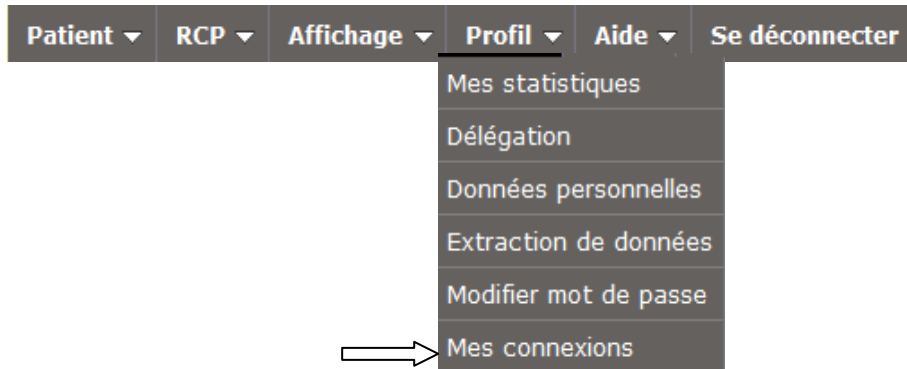 Patient RCP Affichage Profil Aide Se déconnecter
Mes statistiques
Délégation
Données personnelles
Extraction de données
Modifier mot de passe
Mes connexions